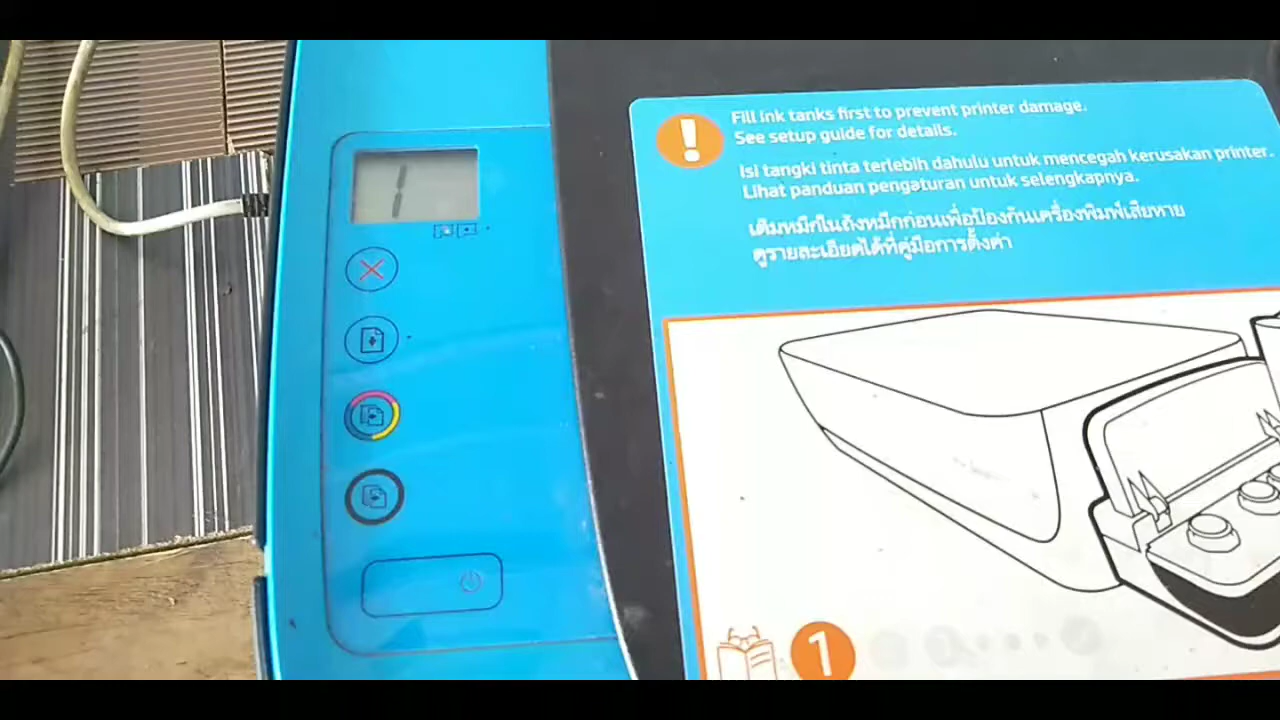 1
Fill ink tanks first to prevent printer damage.
See setup guide for details.
Isi tangki tinta terlebih dahulu untuk mencegah kerusakan printer.
Lihat panduan pengaturan untuk selengkapnya.
เติมหมึกในถังหมึกก่อนเพื่อป้องกันเครื่องพิมพ์เสียหาย
ดูรายละเอียดได้ที่คู่มือการตั้งค่า
1